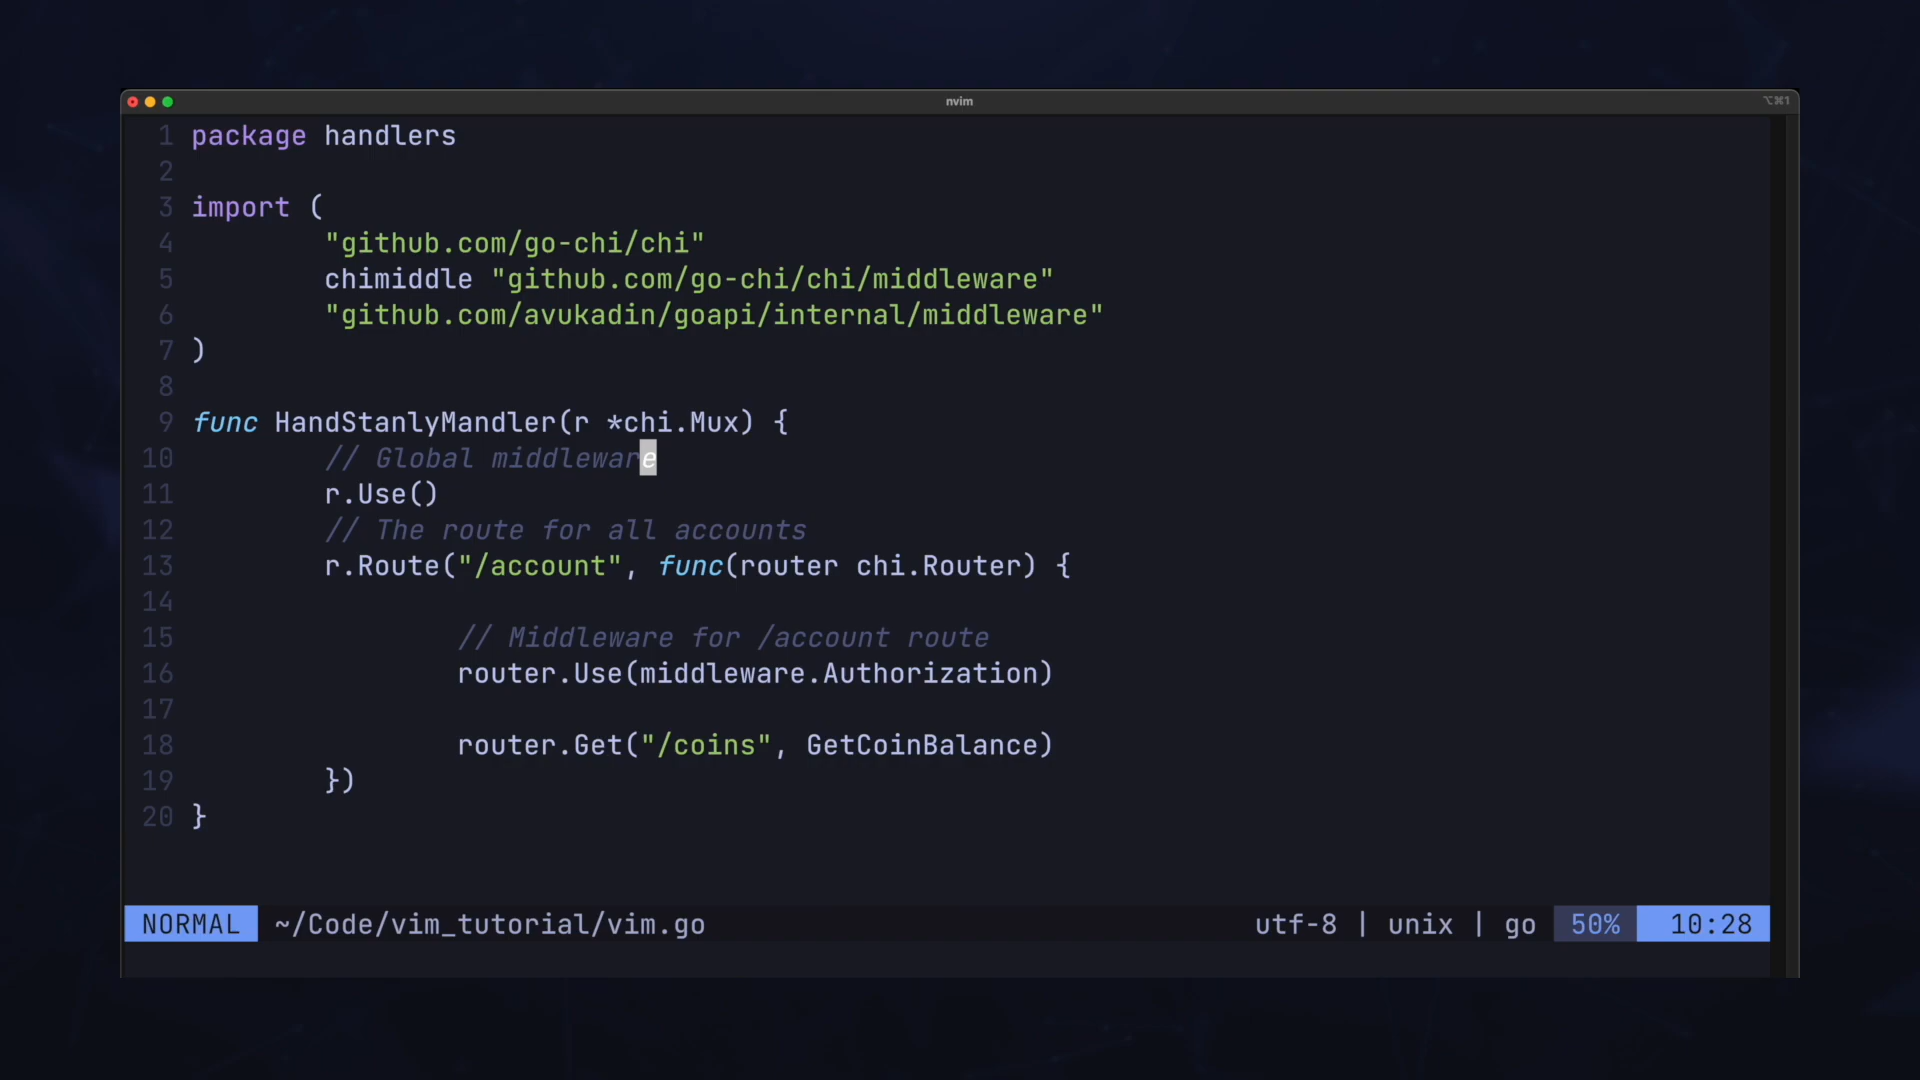 nvim
⌥⌘1
1 package handlers
2
3 import (
4         "github.com/go-chi/chi"
5         chimiddle "github.com/go-chi/chi/middleware"
6         "github.com/avukadin/goapi/internal/middleware"
7 )
8
9 func HandStanlyMandler(r *chi.Mux) {
10         // Global middleware
11         r.Use()
12         // The route for all accounts
13         r.Route("/account", func(router chi.Router) {
14
15                 // Middleware for /account route
16                 router.Use(middleware.Authorization)
17
18                 router.Get("/coins", GetCoinBalance)
19         })
20 }
NORMAL ~/Code/vim_tutorial/vim.go utf-8 | unix | go 50% 10:28